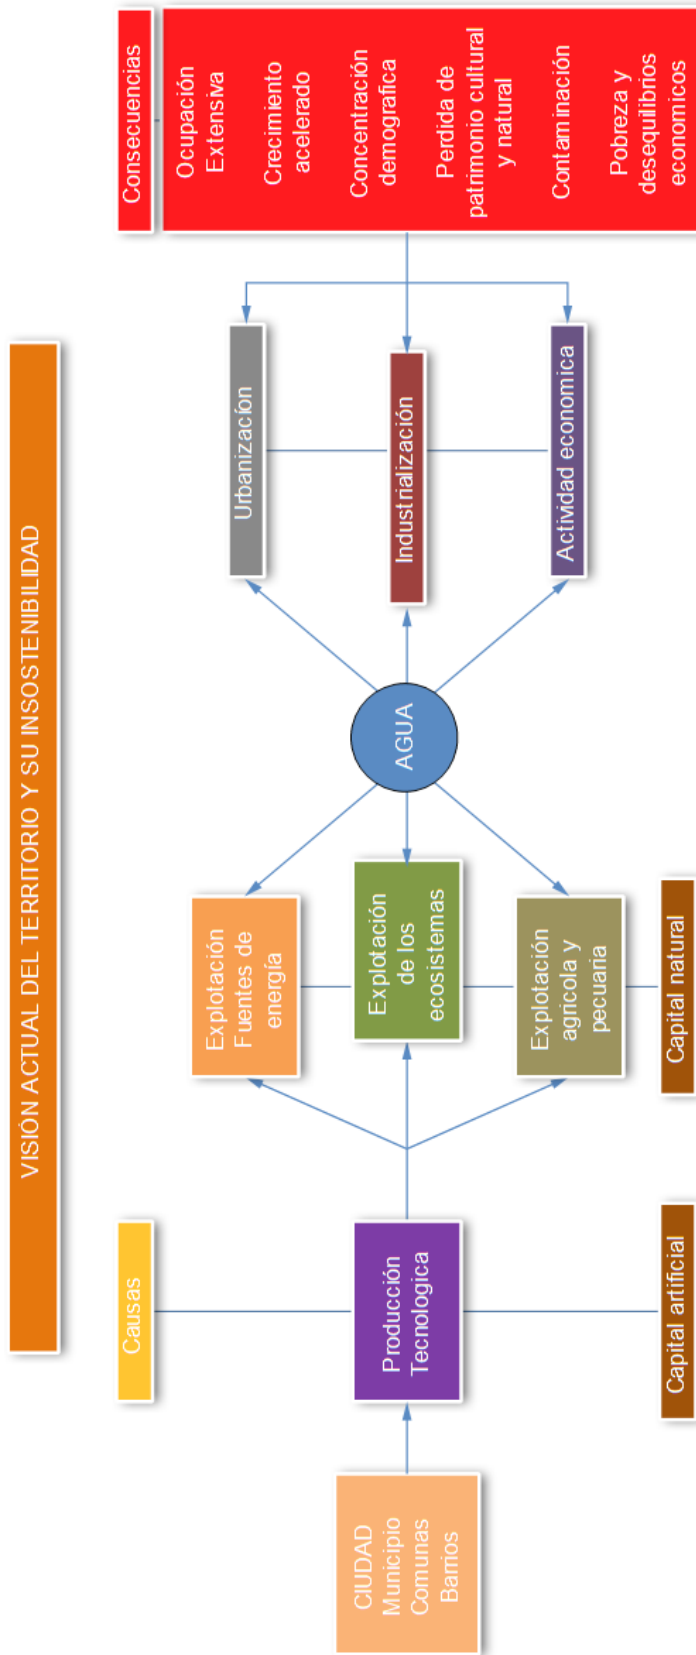 VISIÓN ACTUAL DEL TERRITORIO Y SU INSOSTENIBILIDAD
Causas
Consecuencias
CIUDAD
Municipio
Comunas
Barrios
Producción
Tecnologica
Explotación
Fuentes de
energía
Explotación
de los
ecosistemas
Explotación
agricola y
pecuaria
AGUA
Urbanizacíon
Industrialización
Actividad economica
Ocupación
Extensiva
Crecimiento
acelerado
Concentración
demografica
Perdida de
patrimonio cultural
y natural
Contaminación
Pobreza y
desequilibrios
economicos
Capital artificial
Capital natural